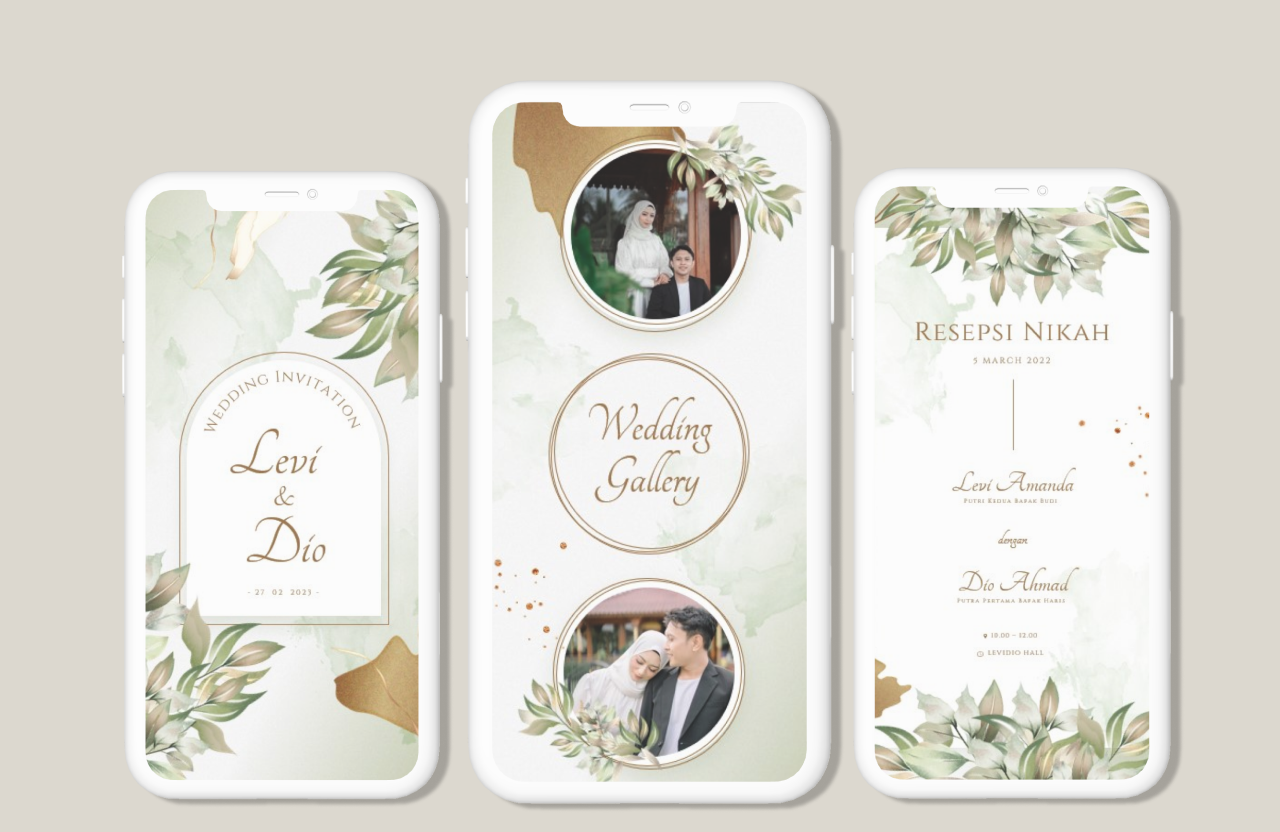 WEDDING INVITATION
Levi
&
Dio
- 27 02 2023 -
Wedding
Gallery
RESEPSI NIKAH
5 MARCH 2022
Levi Amanda
PUTRI KEDUA BAPAK BUDI
dengan
Dio Ahmad
PUTRA PERTAMA BAPAK HARIS
10.00 – 12.00
LEVIDIO HALL